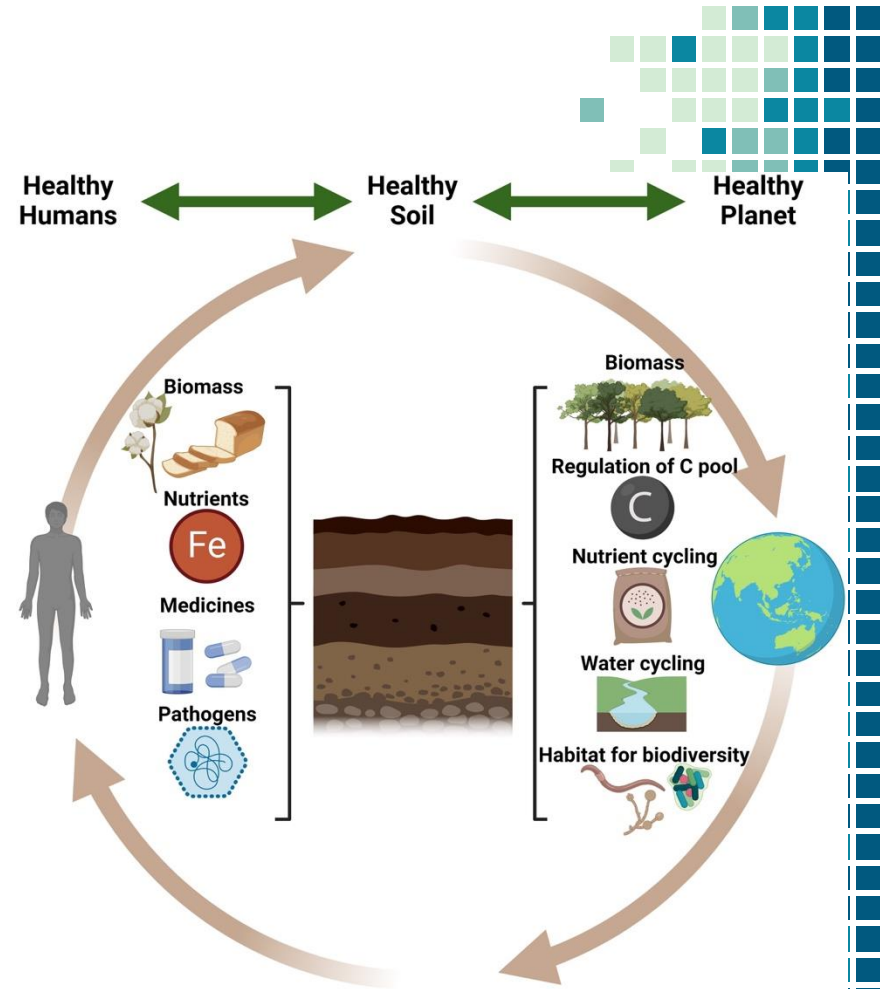 Healthy
Humans
Healthy
Soil
Healthy
Planet
Biomass
Nutrients
Fe
Medicines
Pathogens
Biomass
Regulation of C pool
C
Nutrient cycling
Water cycling
Habitat for biodiversity